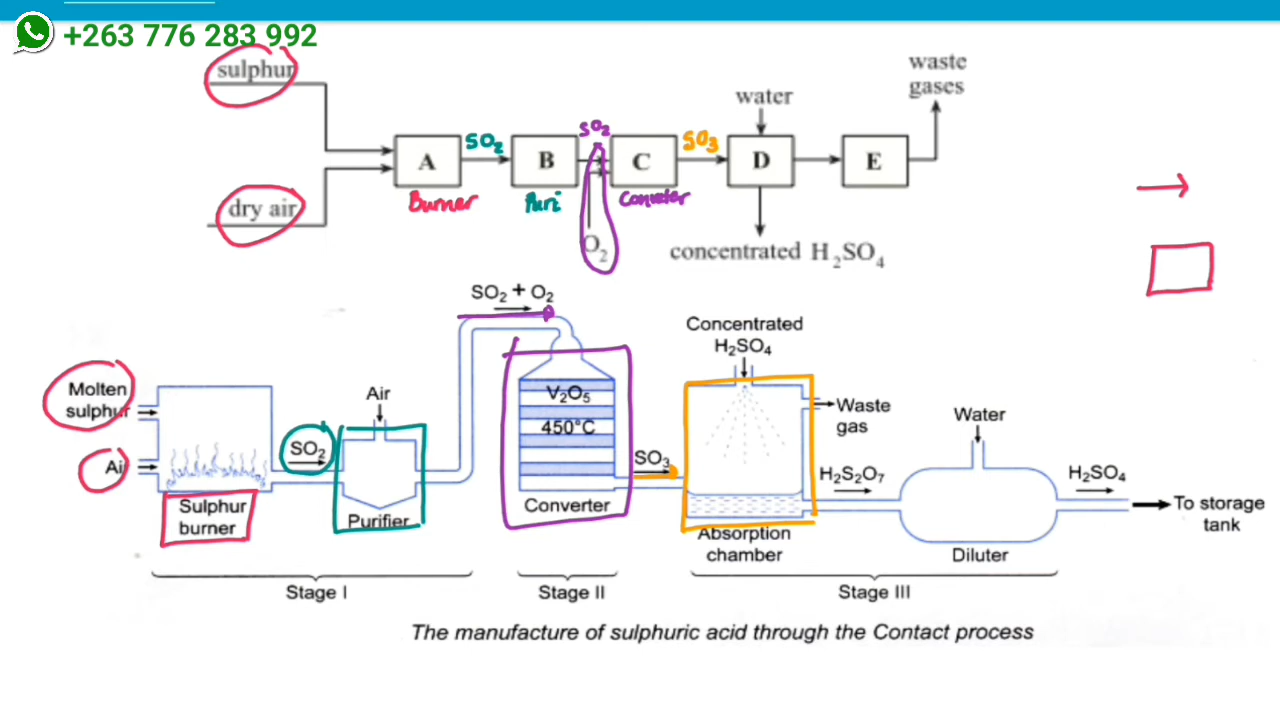 +263 776 283 992
sulphur
waste
gases
water
SO₂
SO₂
SO₃
A
B
C
D
E
Burner
Puri
Conveter
dry air
O₂
concentrated H₂SO₄
SO₂ + O₂
Concentrated
H₂SO₄
Molten
sulphur
Air
Air
V₂O₅
450°C
Waste
gas
Water
SO₂
SO₃
H₂S₂O₇
H₂SO₄
Sulphur
burner
Purifier
Converter
Absorption
chamber
Diluter
To storage
tank
Stage I
Stage II
Stage III
The manufacture of sulphuric acid through the Contact process